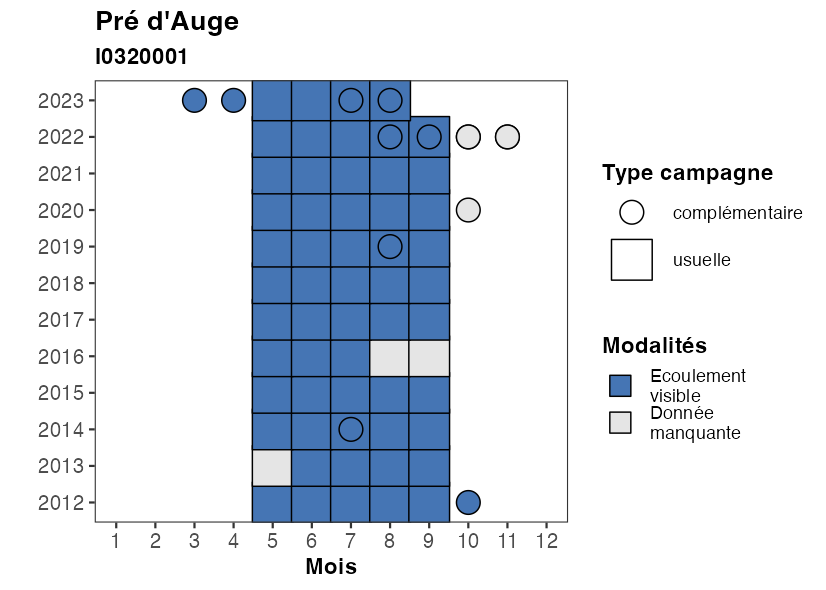 Pré d'Auge
I0320001
2023
2022
2021
2020
2019
2018
2017
2016
2015
2014
2013
2012
1 2 3 4 5 6 7 8 9 10 11 12
Mois
Type campagne
complémentaire
usuelle
Modalités
Ecoulement
visible
Donnée
manquante